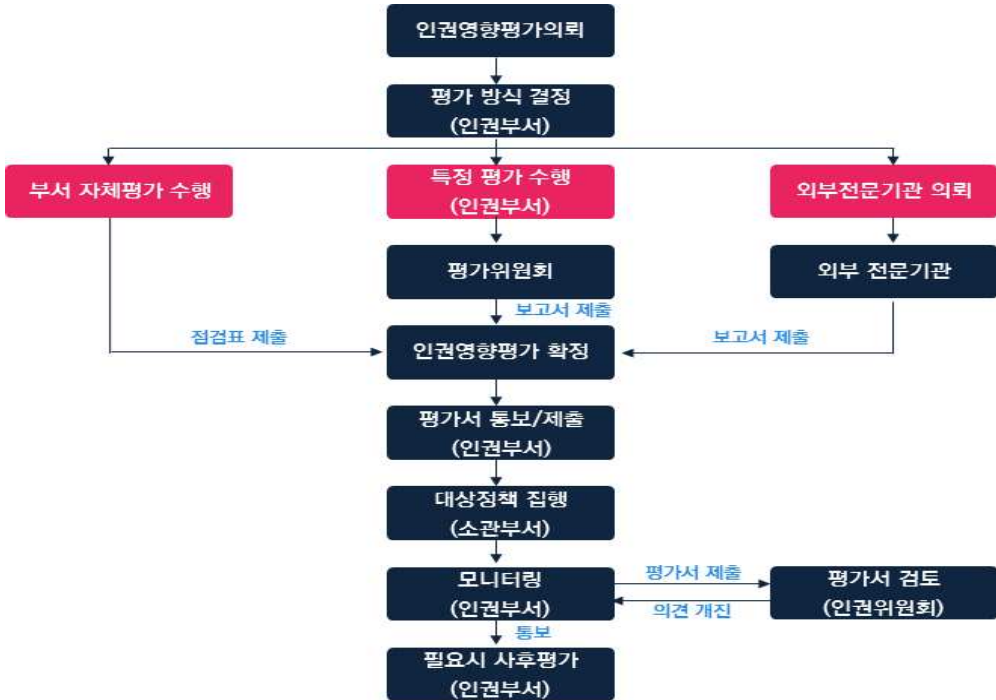 인권영향평가의뢰
평가 방식 결정
(인권부서)
부서 자체평가 수행
특정 평가 수행
(인권부서)
외부전문기관 의뢰
평가위원회
외부 전문기관
보고서 제출
점검표 제출
보고서 제출
인권영향평가 확정
평가서 통보/제출
(인권부서)
대상정책 집행
(소관부서)
모니터링
(인권부서)
평가서 제출
의견 개진
평가서 검토
(인권위원회)
통보
필요시 사후평가
(인권부서)